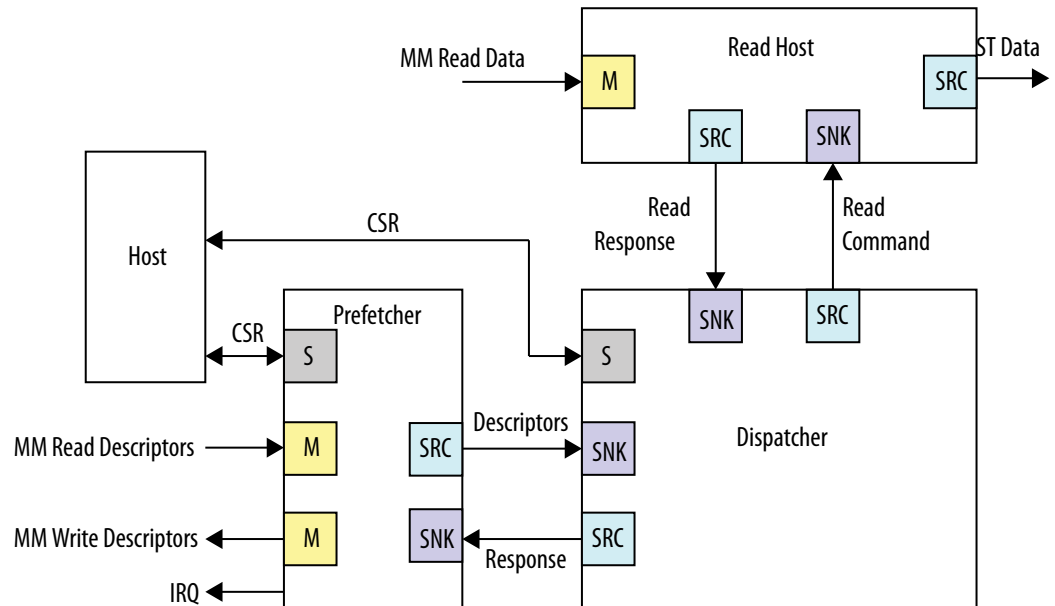 Read Host
ST Data
MM Read Data
M
SRC
SRC
SNK
Read
Response
Read
Command
CSR
Host
CSR
Prefetcher
S
SNK
SRC
S
MM Read Descriptors
M
SRC
Descriptors
SNK
Dispatcher
MM Write Descriptors
M
SNK
Response
SRC
IRQ